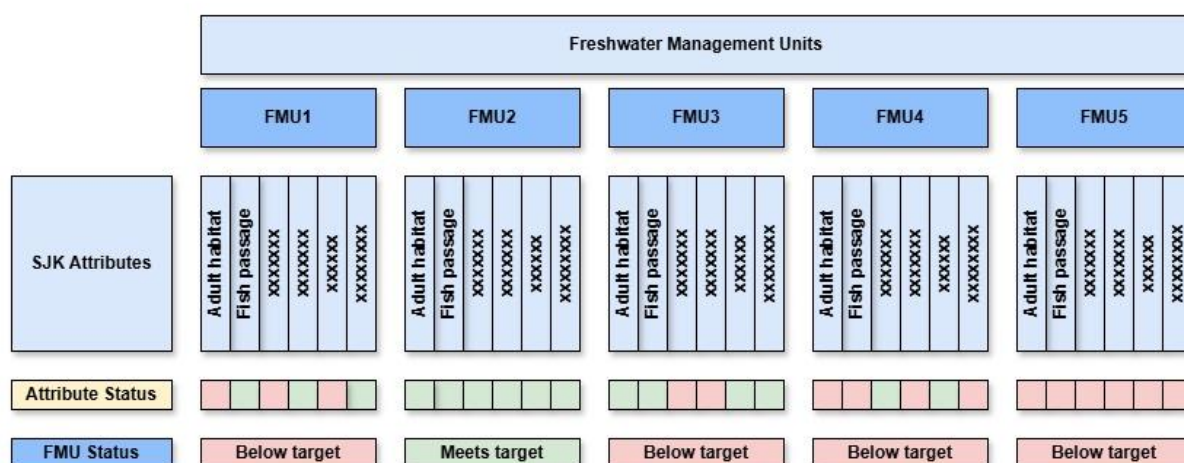 Freshwater Management Units
FMU1
FMU2
FMU3
FMU4
FMU5
SJK Attributes
Adult habitat
Fish passage
xxxxxxx
xxxxxxx
xxxxxx
xxxxxxxx
Adult habitat
Fish passage
xxxxxxx
xxxxxxx
xxxxxx
xxxxxxxx
Adult habitat
Fish passage
xxxxxxx
xxxxxxx
xxxxxx
xxxxxxxx
Adult habitat
Fish passage
xxxxxxx
xxxxxxx
xxxxxx
xxxxxxxx
Adult habitat
Fish passage
xxxxxxx
xxxxxxx
xxxxxx
xxxxxxxx
Attribute Status
FMU Status
Below target
Meets target
Below target
Below target
Below target